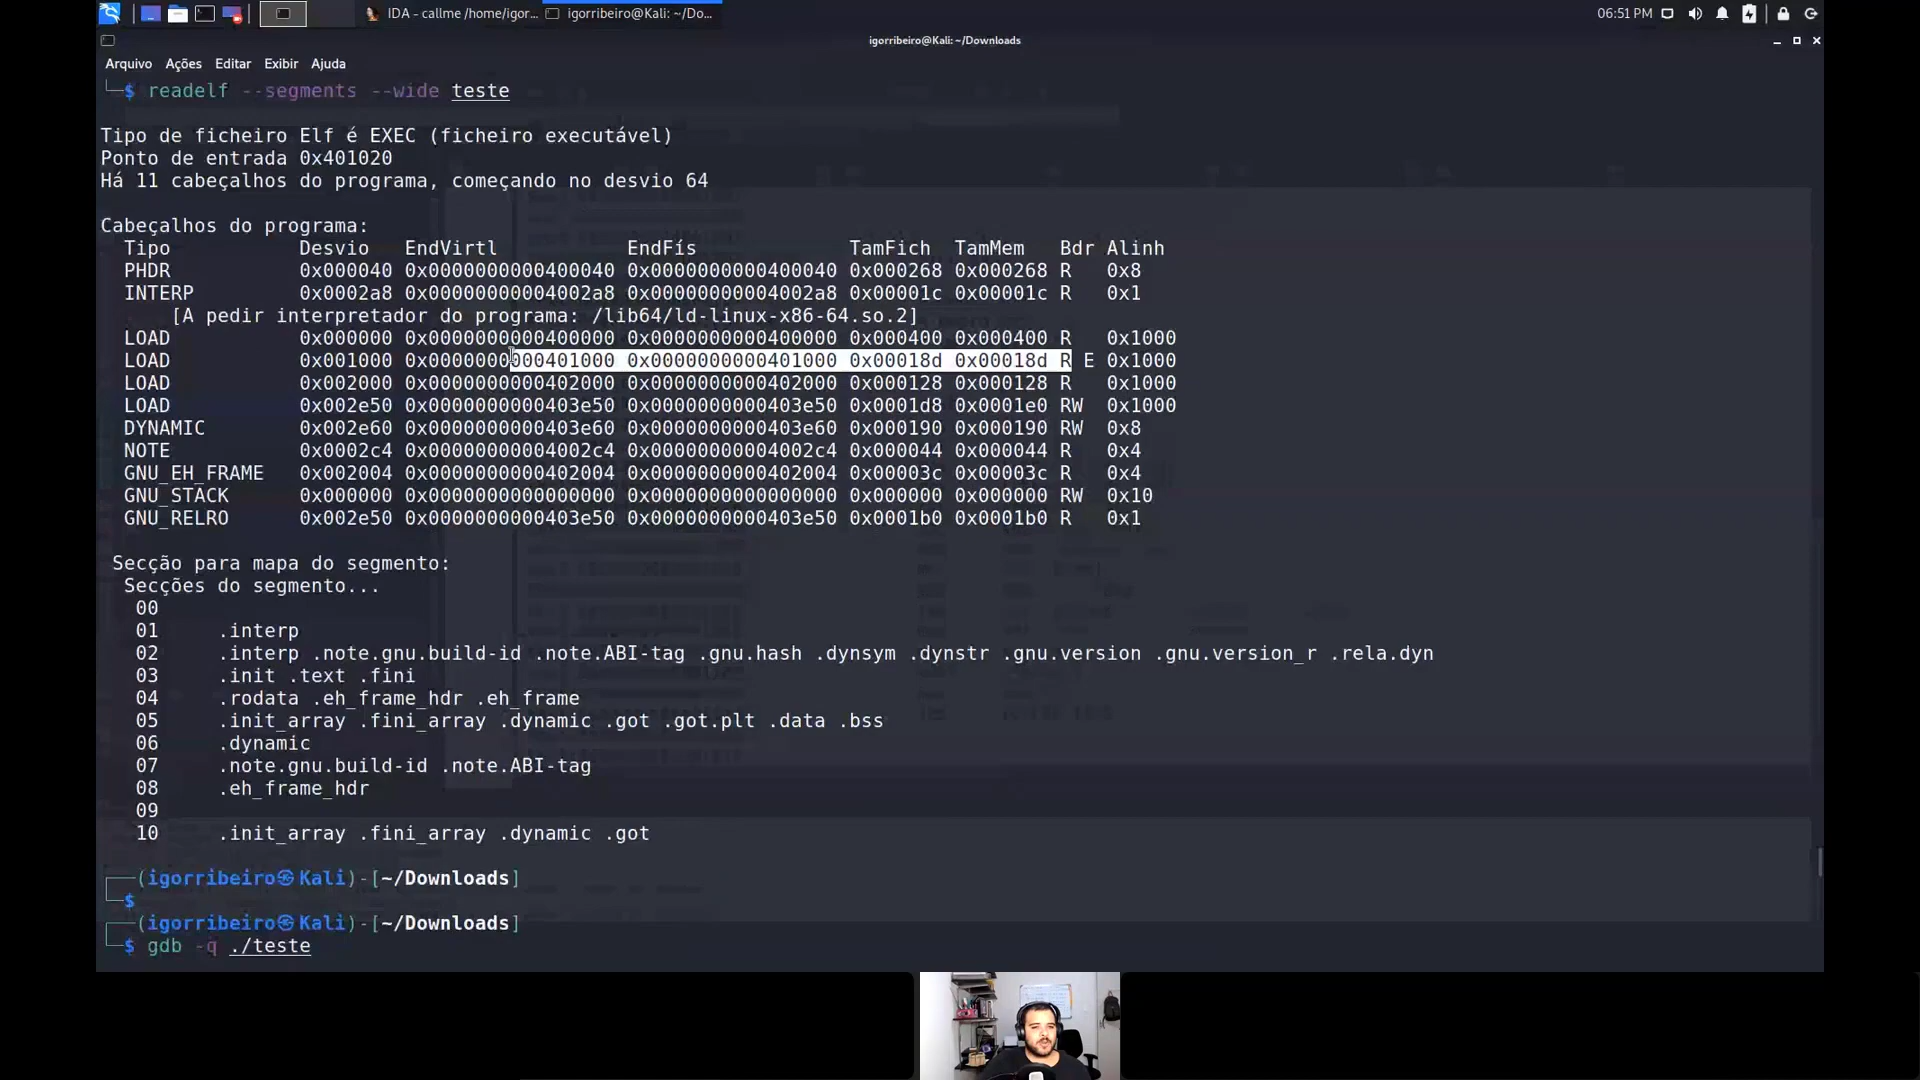 IDA - callme /home/igor...
igorribeiro@Kali: ~/Do...
06:51 PM
igorribeiro@Kali: ~/Downloads
Arquivo Ações Editar Exibir Ajuda
└─$ readelf --segments --wide teste
Tipo de ficheiro Elf é EXEC (ficheiro executável)
Ponto de entrada 0x401020
Há 11 cabeçalhos do programa, começando no desvio 64
Cabeçalhos do programa:
Tipo Desvio EndVirtl EndFís TamFich TamMem Bdr Alinh
PHDR 0x000040 0x0000000000400040 0x0000000000400040 0x000268 0x000268 R 0x8
INTERP 0x0002a8 0x00000000004002a8 0x00000000004002a8 0x00001c 0x00001c R 0x1
[A pedir interpretador do programa: /lib64/ld-linux-x86-64.so.2]
LOAD 0x000000 0x0000000000400000 0x0000000000400000 0x000400 0x000400 R 0x1000
LOAD 0x001000 0x0000000000401000 0x0000000000401000 0x00018d 0x00018d R E 0x1000
LOAD 0x002000 0x0000000000402000 0x0000000000402000 0x000128 0x000128 R 0x1000
LOAD 0x002e50 0x0000000000403e50 0x0000000000403e50 0x0001d8 0x0001e0 RW 0x1000
DYNAMIC 0x002e60 0x0000000000403e60 0x0000000000403e60 0x000190 0x000190 RW 0x8
NOTE 0x0002c4 0x00000000004002c4 0x00000000004002c4 0x000044 0x000044 R 0x4
GNU_EH_FRAME 0x002004 0x0000000000402004 0x0000000000402004 0x00003c 0x00003c R 0x4
GNU_STACK 0x000000 0x0000000000000000 0x0000000000000000 0x000000 0x000000 RW 0x10
GNU_RELRO 0x002e50 0x0000000000403e50 0x0000000000403e50 0x0001b0 0x0001b0 R 0x1
Secção para mapa do segmento:
Secções do segmento...
00
01 .interp
02 .interp .note.gnu.build-id .note.ABI-tag .gnu.hash .dynsym .dynstr .gnu.version .gnu.version_r .rela.dyn
03 .init .text .fini
04 .rodata .eh_frame_hdr .eh_frame
05 .init_array .fini_array .dynamic .got .got.plt .data .bss
06 .dynamic
07 .note.gnu.build-id .note.ABI-tag
08 .eh_frame_hdr
09
10 .init_array .fini_array .dynamic .got
┌──(igorribeiro㉿Kali)-[~/Downloads]
└─$
┌──(igorribeiro㉿Kali)-[~/Downloads]
└─$ gdb -q ./teste